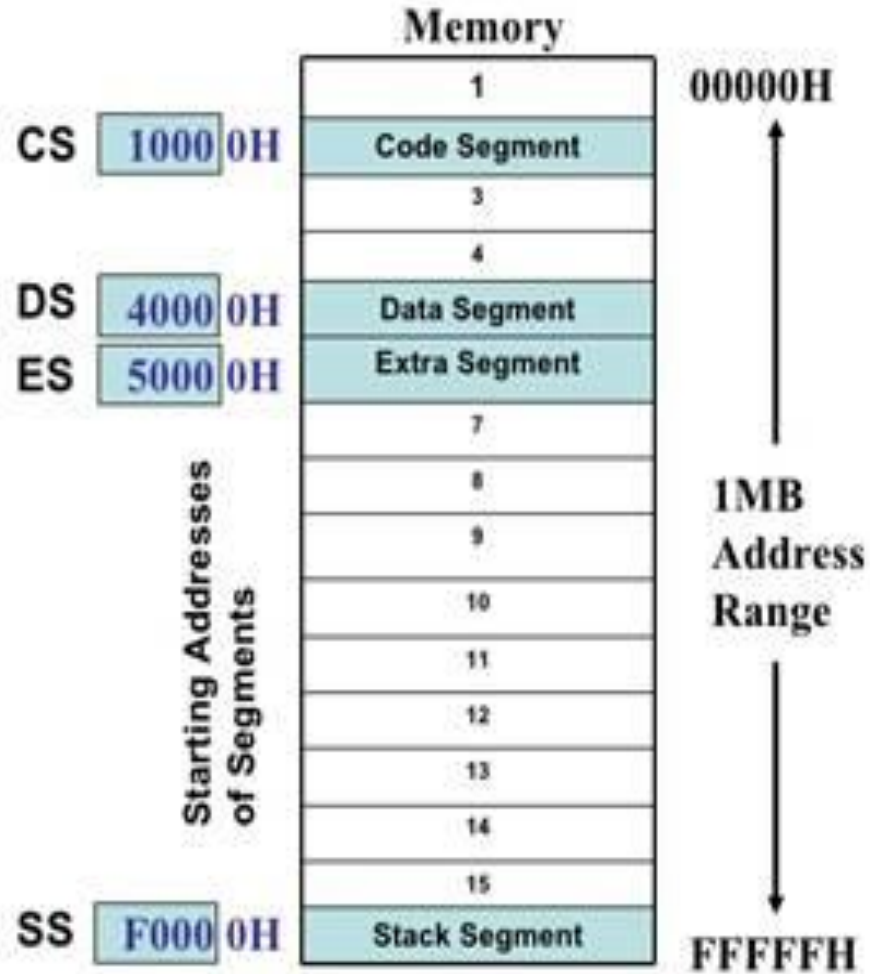 Memory
1
00000H
CS 1000 0H Code Segment
3
4
DS 4000 0H Data Segment
ES 5000 0H Extra Segment
7
8
9
10
11
12
13
14
15
SS F000 0H Stack Segment
Starting Addresses
of Segments
1MB
Address
Range
FFFFFH